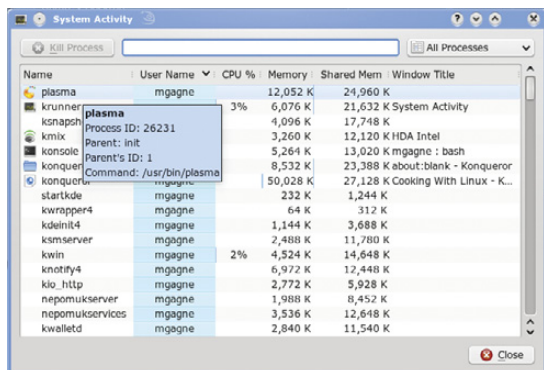 System Activity
Kill Process
All Processes
Name User Name CPU % Memory Shared Mem Window Title
plasma mgagne 12,052 K 24,960 K
krunner 3% 6,076 K 21,632 K System Activity
ksnapsh 4,096 K 17,748 K
kmix 3,260 K 12,120 K HDA Intel
konsole 5,264 K 13,020 K mgagne : bash
konquer 8,532 K 23,388 K about:blank - Konqueror
konqueror 50,028 K 27,128 K Cooking With Linux - K...
plasma
Process ID: 26231
Parent: init
Parent's ID: 1
Command: /usr/bin/plasma
startkde mgagne 232 K 1,244 K
kwrapper4 mgagne 64 K 312 K
kdeinit4 mgagne 1,144 K 3,688 K
ksmserver mgagne 2,488 K 11,780 K
kwin mgagne 2% 4,524 K 14,648 K
knotify4 mgagne 6,972 K 12,448 K
kio_http mgagne 2,772 K 5,928 K
nepomukserver mgagne 1,988 K 8,452 K
nepomukservices mgagne 3,536 K 12,648 K
kwalletd mgagne 2,840 K 11,540 K
Close